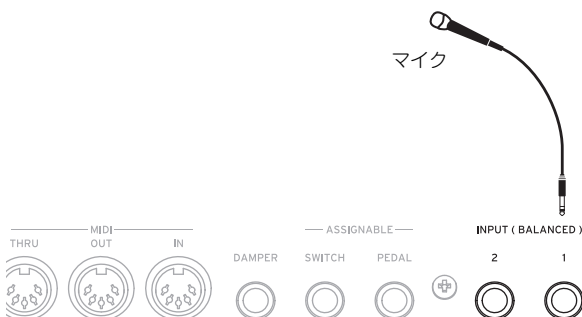 マイク
MIDI
THRU OUT IN
ASSIGNABLE
INPUT ( BALANCED )
DAMPER SWITCH PEDAL 2 1